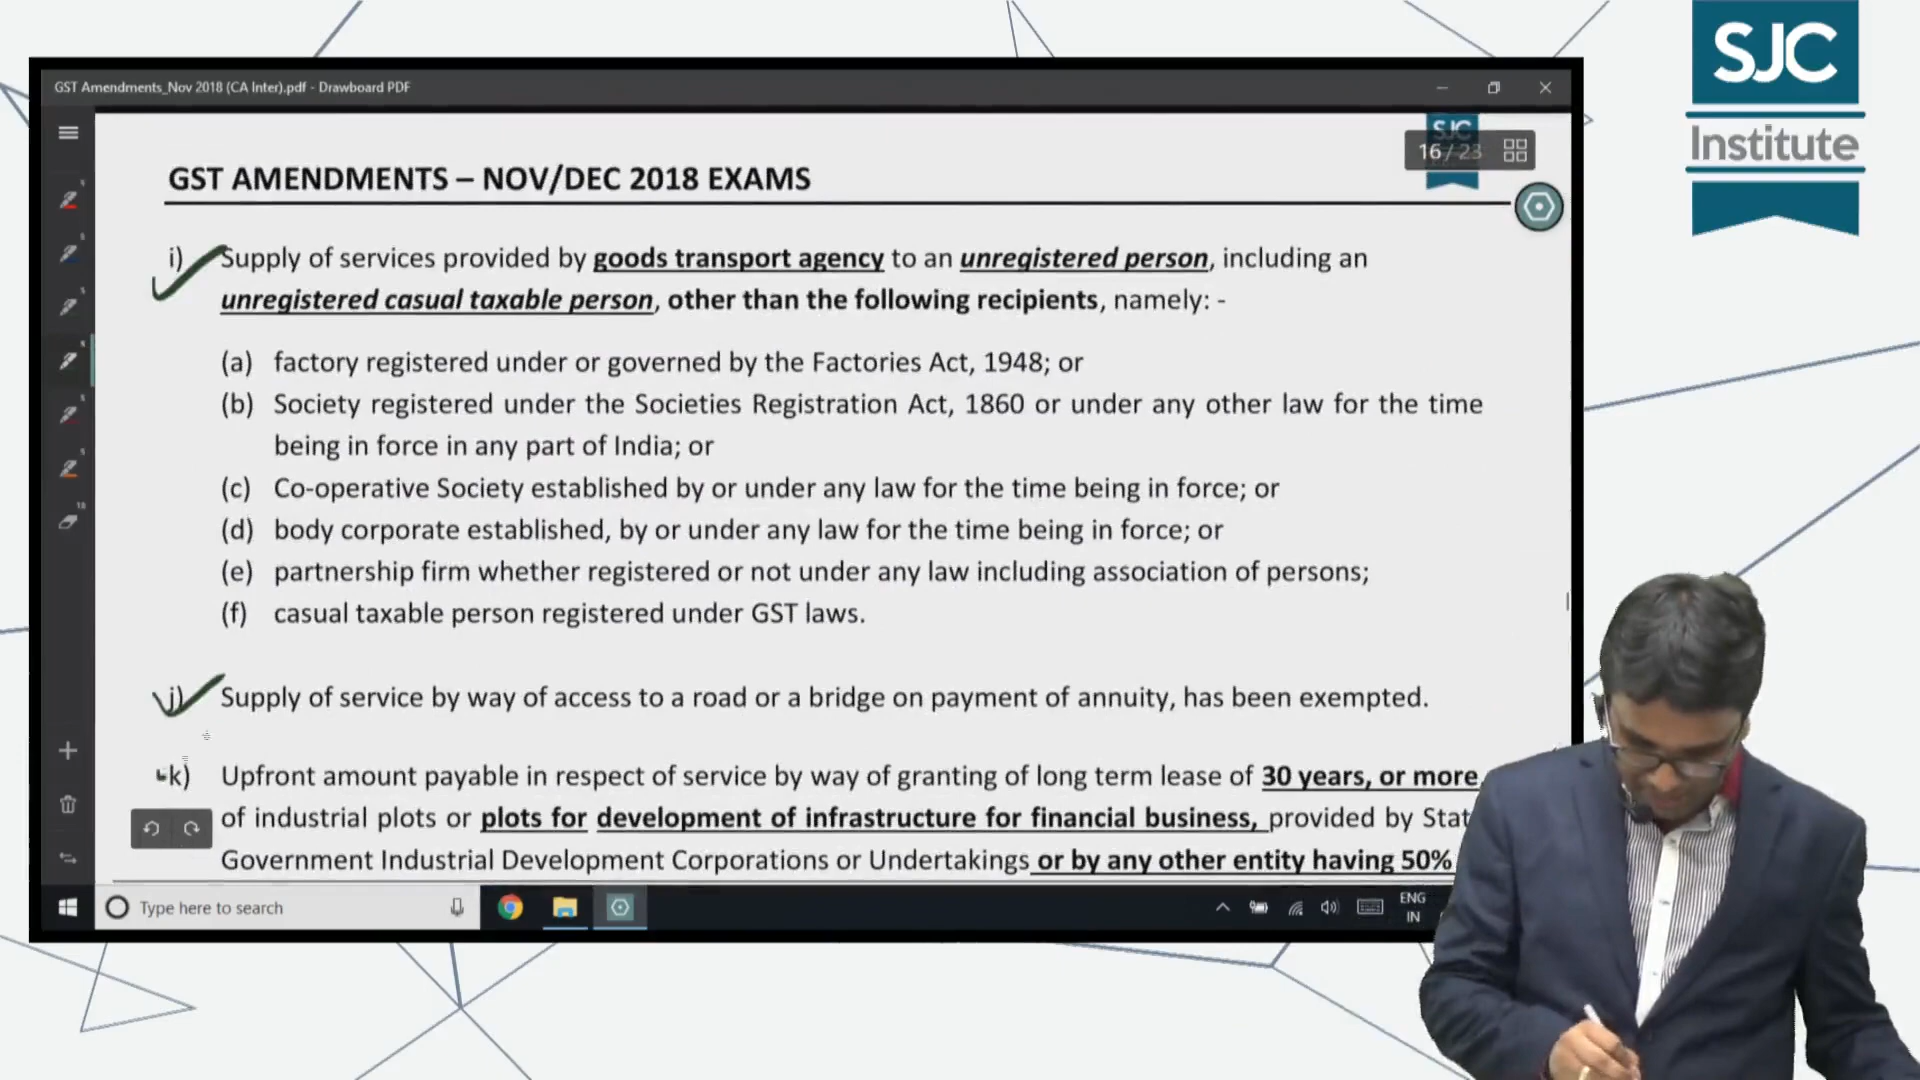 SJC
Institute
GST Amendments_Nov 2018 (CA Inter).pdf - Drawboard PDF
SJC
16 / 23
GST AMENDMENTS – NOV/DEC 2018 EXAMS
i) Supply of services provided by goods transport agency to an unregistered person, including an
unregistered casual taxable person, other than the following recipients, namely: -
(a) factory registered under or governed by the Factories Act, 1948; or
(b) Society registered under the Societies Registration Act, 1860 or under any other law for the time
being in force in any part of India; or
(c) Co-operative Society established by or under any law for the time being in force; or
(d) body corporate established, by or under any law for the time being in force; or
(e) partnership firm whether registered or not under any law including association of persons;
(f) casual taxable person registered under GST laws.
j) Supply of service by way of access to a road or a bridge on payment of annuity, has been exempted.
k) Upfront amount payable in respect of service by way of granting of long term lease of 30 years, or more
of industrial plots or plots for development of infrastructure for financial business, provided by Stat
Government Industrial Development Corporations or Undertakings or by any other entity having 50%
Type here to search
ENG
IN